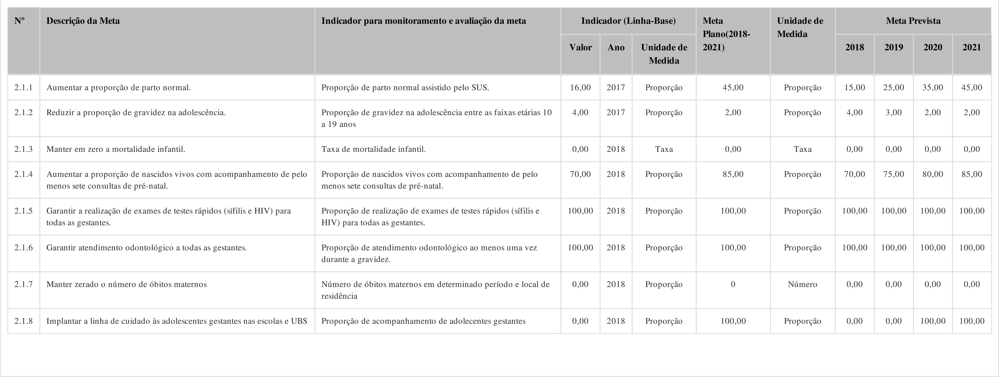 Nº Descrição da Meta Indicador para monitoramento e avaliação da meta Indicador (Linha-Base) Meta Unidade de Meta Prevista
Plano(2018- Medida
Valor Ano Unidade de 2021) 2018 2019 2020 2021
Medida
2.1.1 Aumentar a proporção de parto normal. Proporção de parto normal assistido pelo SUS. 16,00 2017 Proporção 45,00 Proporção 15,00 25,00 35,00 45,00
2.1.2 Reduzir a proporção de gravidez na adolescência. Proporção de gravidez na adolescência entre as faixas etárias 10 4,00 2017 Proporção 2,00 Proporção 4,00 3,00 2,00 2,00
a 19 anos
2.1.3 Manter em zero a mortalidade infantil. Taxa de mortalidade infantil. 0,00 2018 Taxa 0,00 Taxa 0,00 0,00 0,00 0,00
2.1.4 Aumentar a proporção de nascidos vivos com acompanhamento de pelo Proporção de nascidos vivos com acompanhamento de pelo 70,00 2018 Proporção 85,00 Proporção 70,00 75,00 80,00 85,00
menos sete consultas de pré-natal. menos sete consultas de pré-natal.
2.1.5 Garantir a realização de exames de testes rápidos (sífilis e HIV) para Proporção de realização de exames de testes rápidos (sífilis e 100,00 2018 Proporção 100,00 Proporção 100,00 100,00 100,00 100,00
todas as gestantes. HIV) para todas as gestantes.
2.1.6 Garantir atendimento odontológico a todas as gestantes. Proporção de atendimento odontológico ao menos uma vez 100,00 2018 Proporção 100,00 Proporção 100,00 100,00 100,00 100,00
durante a gravidez.
2.1.7 Manter zerado o número de óbitos maternos Número de óbitos maternos em determinado período e local de 0,00 2018 Proporção 0 Número 0,00 0,00 0,00 0,00
residência
2.1.8 Implantar a linha de cuidado às adolescentes gestantes nas escolas e UBS Proporção de acompanhamento de adolecentes gestantes 0,00 2018 Proporção 100,00 Proporção 0,00 0,00 100,00 100,00